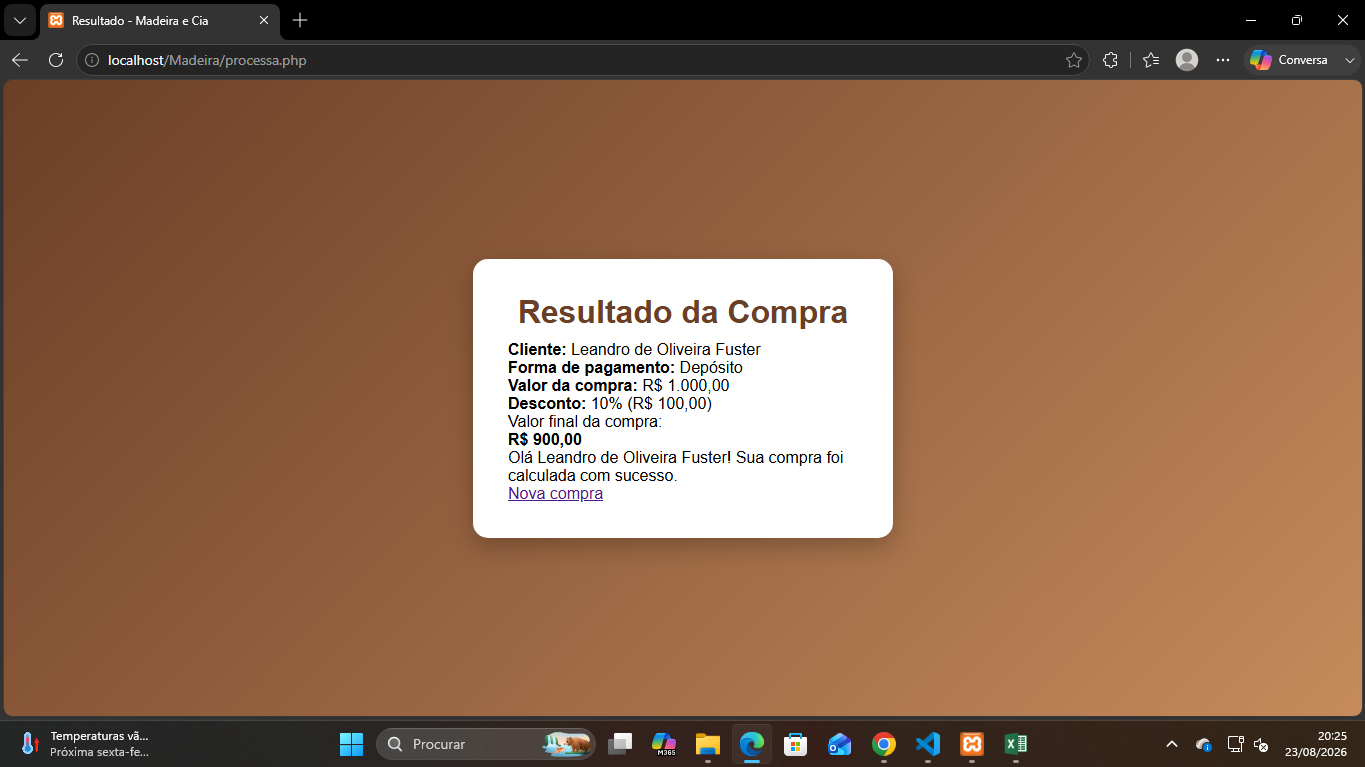 Resultado - Madeira e Cia
localhost/Madeira/processa.php
Conversa
Resultado da Compra
Cliente: Leandro de Oliveira Fuster
Forma de pagamento: Depósito
Valor da compra: R$ 1.000,00
Desconto: 10% (R$ 100,00)
Valor final da compra:
R$ 900,00
Olá Leandro de Oliveira Fuster! Sua compra foi
calculada com sucesso.
Nova compra
Temperaturas vã...
Próxima sexta-fe...
Procurar
M365
20:25
23/08/2026